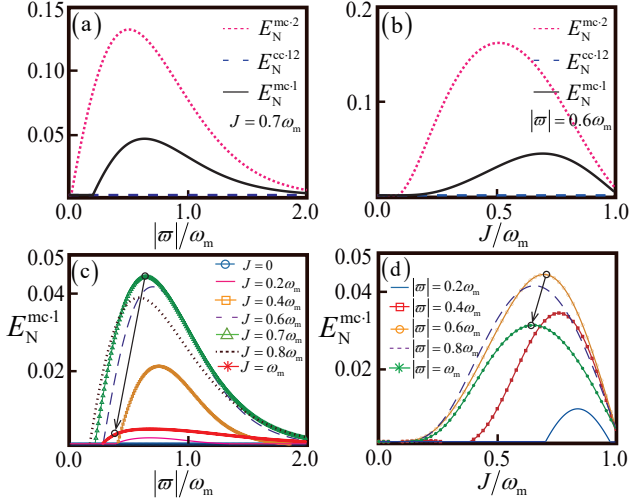 (a)
0.15
0.10
0.05
E_N^{mc·2}
E_N^{cc·12}
E_N^{mc·1}
J = 0.7ω_m
0.0 1.0 2.0
|ϖ|/ω_m
(b)
0.2
0.1
0
E_N^{mc·2}
E_N^{cc·12}
E_N^{mc·1}
|ϖ| = 0.6ω_m
0.0 0.5 1.0
J/ω_m
(c)
E_N^{mc·1}
0.05
0.04
0.02
J = 0
J = 0.2ω_m
J = 0.4ω_m
J = 0.6ω_m
J = 0.7ω_m
J = 0.8ω_m
J = ω_m
0.0 1.0 2.0
|ϖ|/ω_m
(d)
E_N^{mc·1}
0.05
0.04
0.02
|ϖ| = 0.2ω_m
|ϖ| = 0.4ω_m
|ϖ| = 0.6ω_m
|ϖ| = 0.8ω_m
|ϖ| = ω_m
0.0 0.5 1.0
J/ω_m